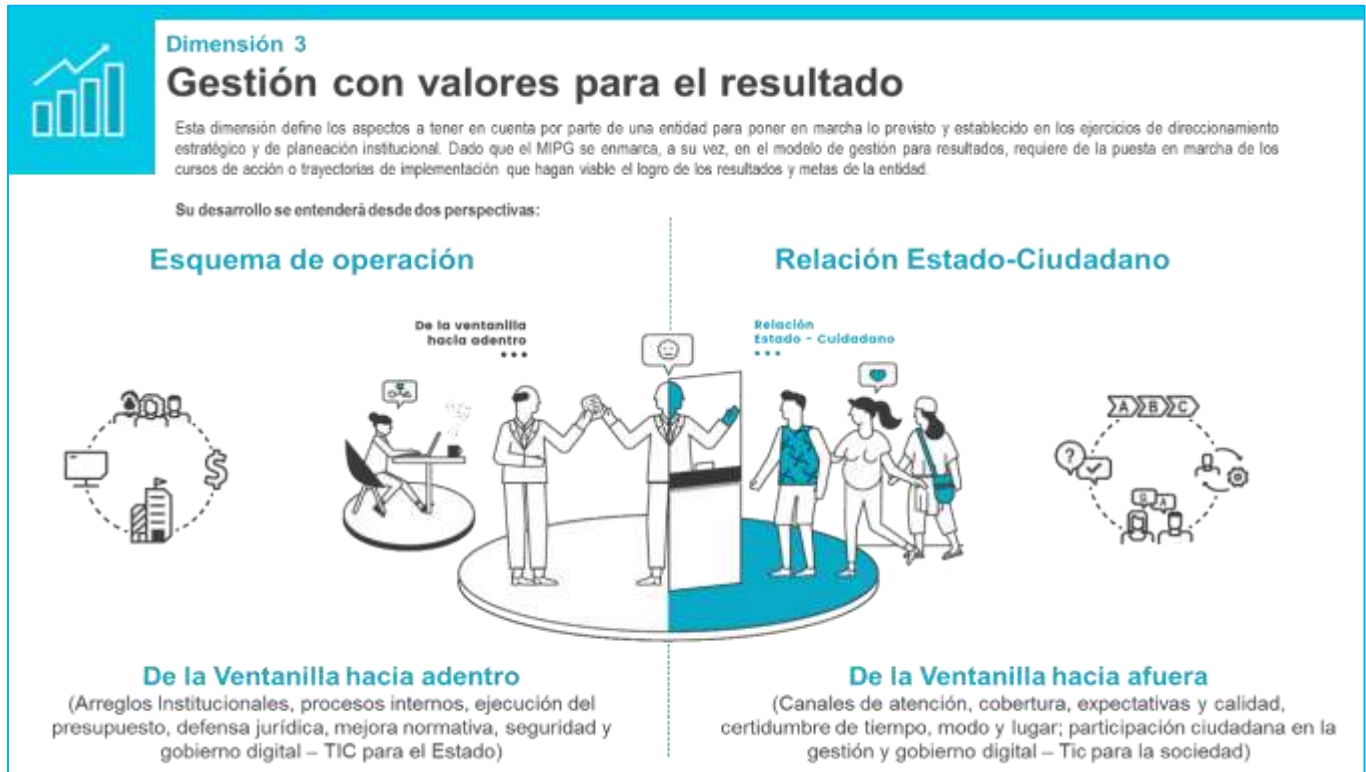 Dimensión 3
Gestión con valores para el resultado
Esta dimensión define los aspectos a tener en cuenta por parte de una entidad para poner en marcha lo previsto y establecido en los ejercicios de direccionamiento
estratégico y de planeación institucional. Dado que el MIPG se enmarca, a su vez, en el modelo de gestión para resultados, requiere de la puesta en marcha de los
cursos de acción o trayectorias de implementación que hagan viable el logro de los resultados y metas de la entidad.
Su desarrollo se entenderá desde dos perspectivas:
Esquema de operación
Relación Estado-Ciudadano
De la ventanilla
hacia adentro
Relación
Estado - Cuidadano
A B C
?
$
Q A
De la Ventanilla hacia adentro
(Arreglos Institucionales, procesos internos, ejecución del
presupuesto, defensa jurídica, mejora normativa, seguridad y
gobierno digital – TIC para el Estado)
De la Ventanilla hacia afuera
(Canales de atención, cobertura, expectativas y calidad,
certidumbre de tiempo, modo y lugar; participación ciudadana en la
gestión y gobierno digital – Tic para la sociedad)